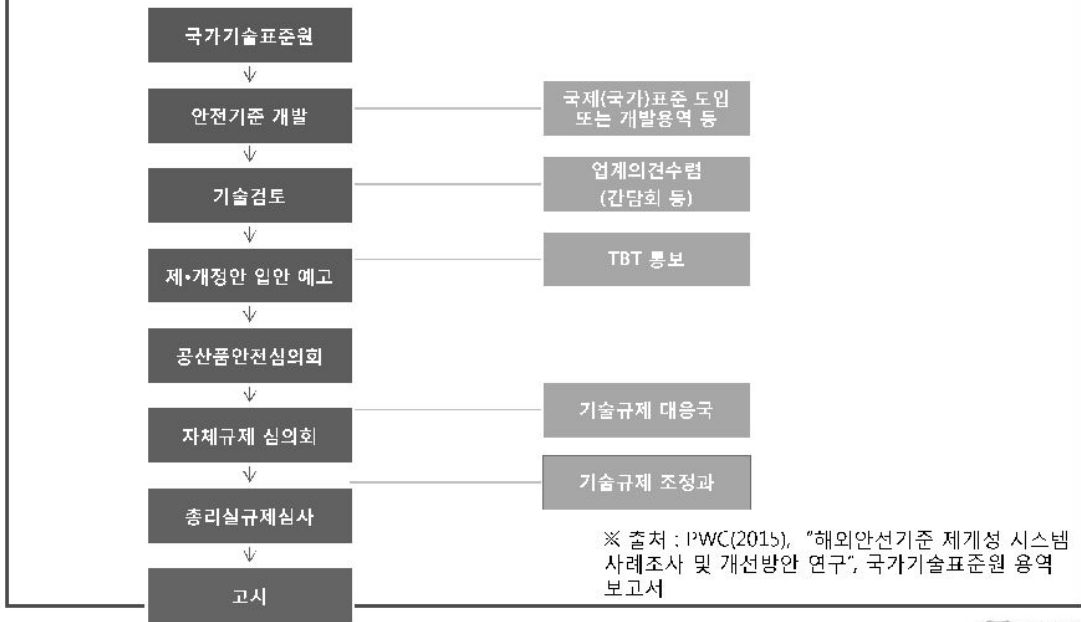 국가기술표준원
안전기준 개발
국제(국가)표준 도입
또는 개발용역 등
기술검토
업계의견수렴
(간담회 등)
제•개정안 입안 예고
TBT 통보
공산품안전심의회
자체규제 심의회
기술규제 대응국
총리실규제심사
기술규제 조정과
고시
※ 출처 : PWC(2015), "해외안전기준 제개정 시스템
사례조사 및 개선방안 연구", 국가기술표준원 용역
보고서